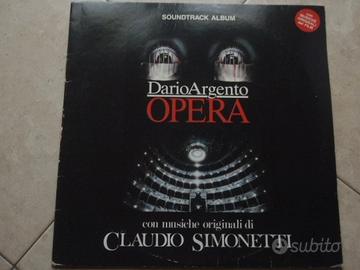 SOUNDTRACK ALBUM
DarioArgento
OPERA
con musiche originali di
CLAUDIO SIMONETTI
subito